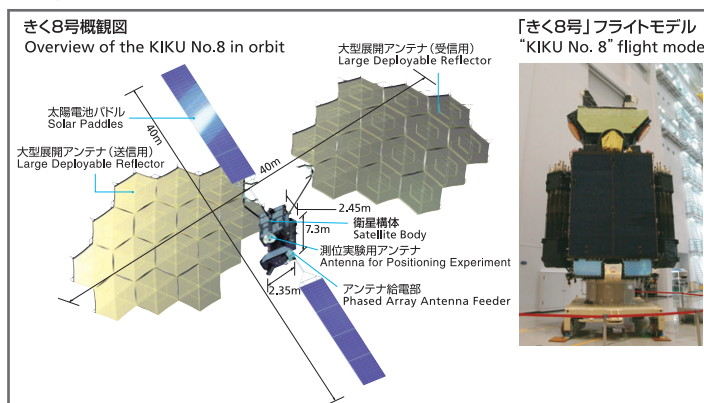 きく8号概観図
Overview of the KIKU No.8 in orbit
「きく8号」フライトモデル
“KIKU No. 8” flight mode
大型展開アンテナ(受信用)
Large Deployable Reflector
太陽電池パドル
Solar Paddles
40m
大型展開アンテナ(送信用)
Large Deployable Reflector
40m
2.45m
7.3m
衛星構体
Satellite Body
測位実験用アンテナ
Antenna for Positioning Experiment
2.35m
アンテナ給電部
Phased Array Antenna Feeder